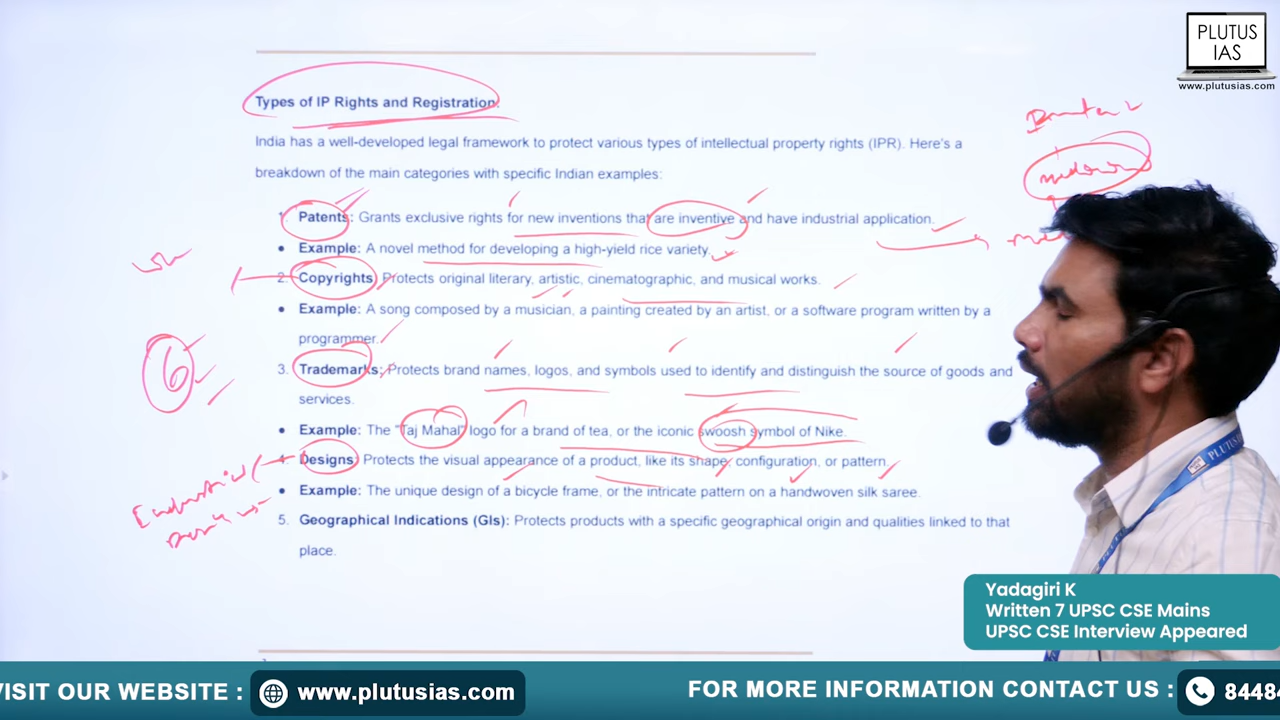 PLUTUS
IAS
www.plutusias.com
Types of IP Rights and Registration
India has a well-developed legal framework to protect various types of intellectual property rights (IPR). Here's a
breakdown of the main categories with specific Indian examples:
1. Patents: Grants exclusive rights for new inventions that are inventive and have industrial application.
• Example: A novel method for developing a high-yield rice variety.
2. Copyrights: Protects original literary, artistic, cinematographic, and musical works.
• Example: A song composed by a musician, a painting created by an artist, or a software program written by a
programmer.
6
3. Trademarks: Protects brand names, logos, and symbols used to identify and distinguish the source of goods and
services.
• Example: The "Taj Mahal" logo for a brand of tea, or the iconic swoosh symbol of Nike.
4. Designs: Protects the visual appearance of a product, like its shape, configuration, or pattern.
• Example: The unique design of a bicycle frame, or the intricate pattern on a handwoven silk saree.
5. Geographical Indications (GIs): Protects products with a specific geographical origin and qualities linked to that
place.
PLUTUS
Yadagiri K
Written 7 UPSC CSE Mains
UPSC CSE Interview Appeared
VISIT OUR WEBSITE : www.plutusias.com FOR MORE INFORMATION CONTACT US : 8448